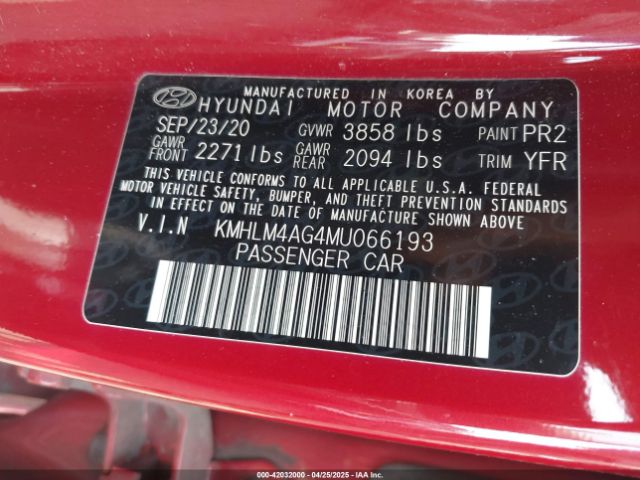 MANUFACTURED IN KOREA BY
HYUNDAI MOTOR COMPANY
SEP/23/20 GVWR 3858 lbs PAINT PR2
GAWR FRONT 2271 lbs GAWR REAR 2094 lbs TRIM YFR
THIS VEHICLE CONFORMS TO ALL APPLICABLE U.S.A. FEDERAL
MOTOR VEHICLE SAFETY, BUMPER, AND THEFT PREVENTION STANDARDS
IN EFFECT ON THE DATE OF MANUFACTURE SHOWN ABOVE
V.I.N KMHLM4AG4MU066193
PASSENGER CAR
000-42032000 - 04/25/2025 - COPART.COM